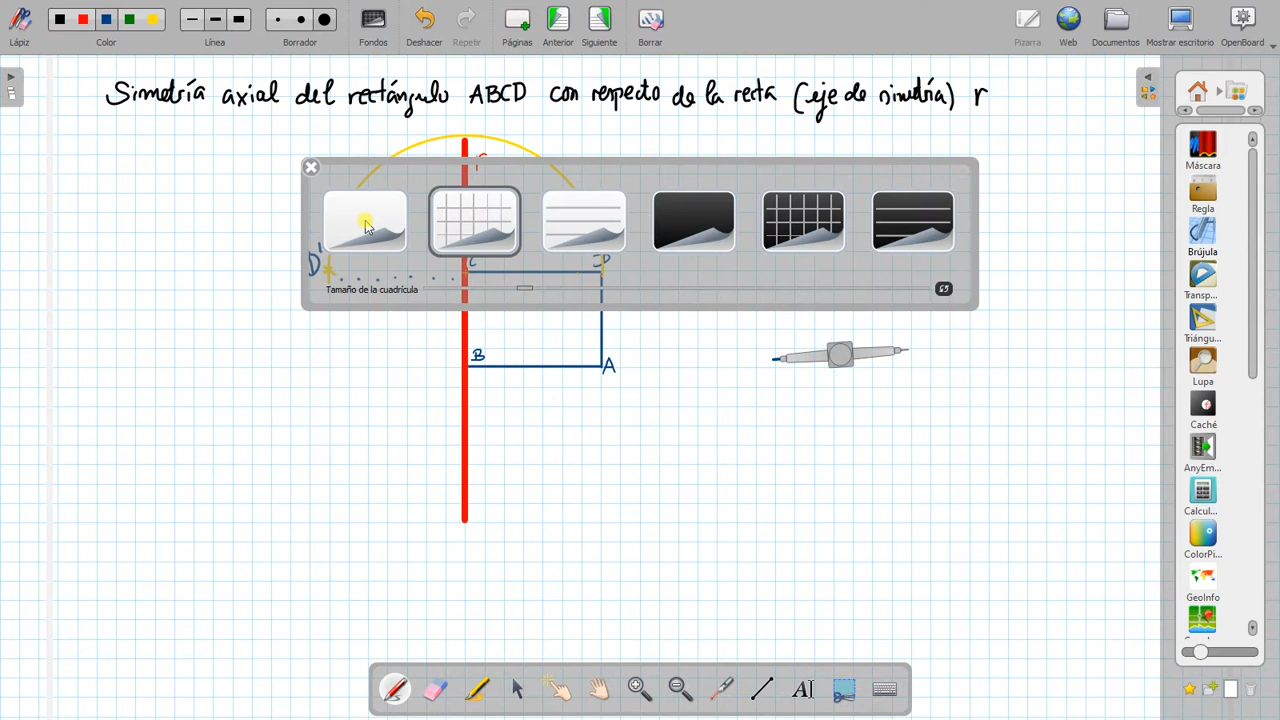 Lápiz
Color
Línea
Borrador
Fondos
Deshacer
Repetir
Páginas
Anterior
Siguiente
Borrar
Pizarra
Web
Documentos
Mostrar escritorio
OpenBoard
Simetría axial del rectángulo ABCD con respecto de la recta (eje de simetría) r
r
D'
C
D
Tamaño de la cuadrícula
65
B
A
Máscara
Regla
Brújula
Transp...
Triángu...
Lupa
Caché
AnyEm...
Calcul...
ColorPi...
GeoInfo